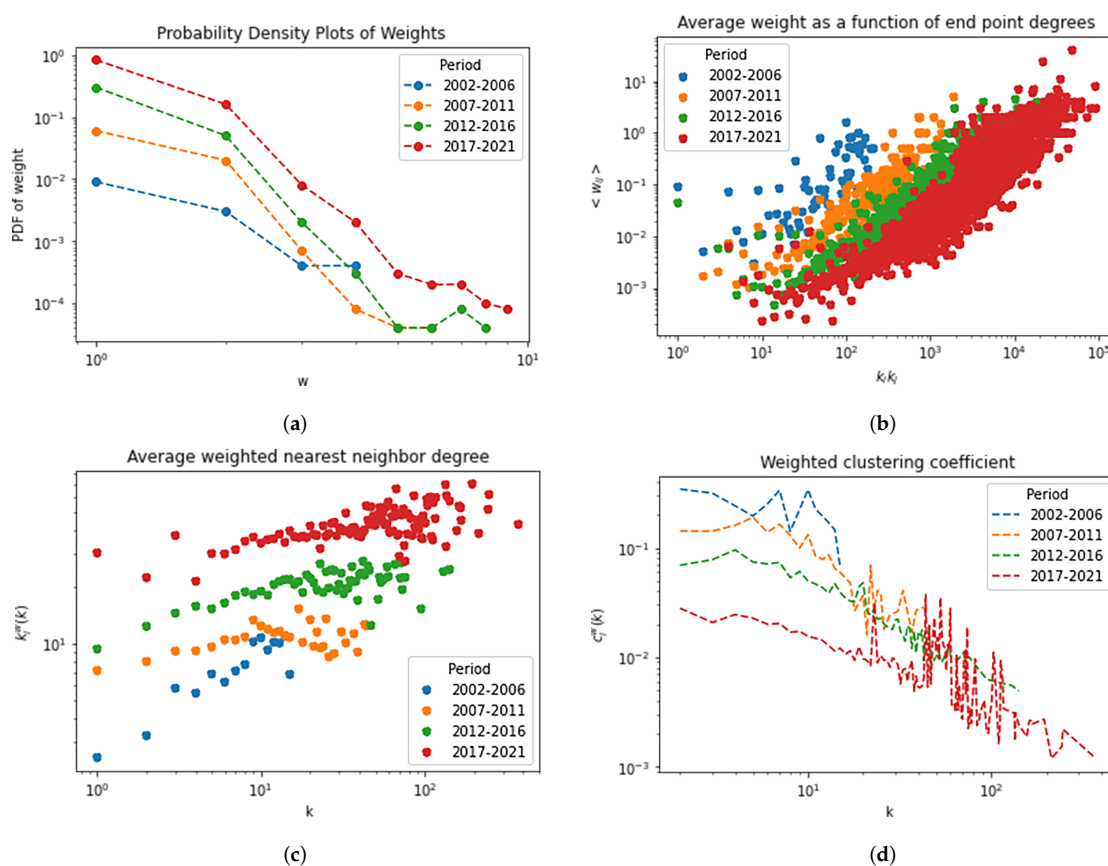 Probability Density Plots of Weights
PDF of weight
10⁰
10⁻¹
10⁻²
10⁻³
10⁻⁴
Period
2002-2006
2007-2011
2012-2016
2017-2021
10⁰
10¹
w
(a)
Average weight as a function of end point degrees
< w_ij >
10¹
10⁰
10⁻¹
10⁻²
10⁻³
Period
2002-2006
2007-2011
2012-2016
2017-2021
10⁰
10¹
10²
10³
10⁴
10⁵
k_i k_j
(b)
Average weighted nearest neighbor degree
10¹
Period
2002-2006
2007-2011
2012-2016
2017-2021
10⁰
10¹
10²
k
(c)
Weighted clustering coefficient
10⁻¹
10⁻²
10⁻³
Period
2002-2006
2007-2011
2012-2016
2017-2021
10¹
10²
k
(d)